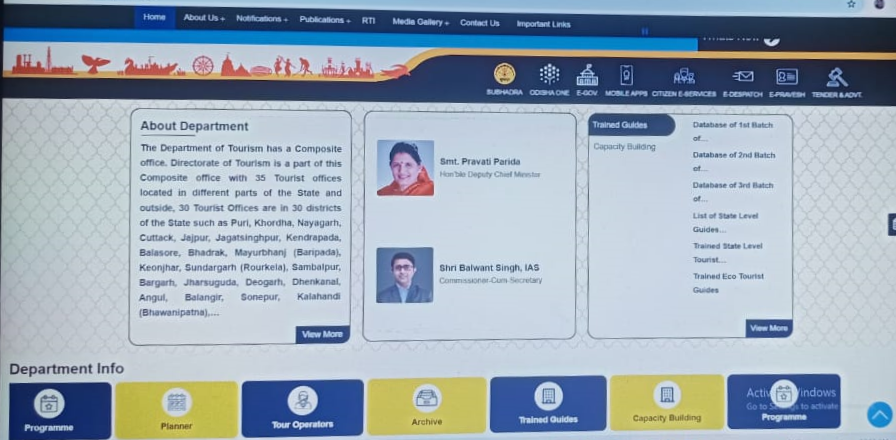 Home About Us + Notifications + Publications + RTI Media Gallery + Contact Us Important Links
SUBHADRA ODISHA ONE E-GOV. MOBILE APPS CITIZEN E-SERVICES E-DESPATCH E-PRAVESH TENDER & ADVT.
About Department
The Department of Tourism has a Composite
office. Directorate of Tourism is a part of this
Composite office with 35 Tourist offices
located in different parts of the State and
outside, 30 Tourist Offices are in 30 districts
of the State such as Puri, Khordha, Nayagarh,
Cuttack, Jajpur, Jagatsinghpur, Kendrapada,
Balasore, Bhadrak, Mayurbhanj (Baripada),
Keonjhar, Sundargarh (Rourkela), Sambalpur,
Bargarh, Jharsuguda, Deogarh, Dhenkanal,
Angul, Balangir, Sonepur, Kalahandi
(Bhawanipatna),...
View More
Smt. Pravati Parida
Hon'ble Deputy Chief Minister
Shri Balwant Singh, IAS
Commissioner-Cum-Secretary
Trained Guides
Capacity Building
Database of 1st Batch
of...
Database of 2nd Batch
of...
Database of 3rd Batch
of...
List of State Level
Guides...
Trained State Level
Tourist...
Trained Eco Tourist
Guides
View More
Department Info
Programme
Planner
Tour Operators
Archive
Trained Guides
Capacity Building
Programme
Windows
Go to to activate